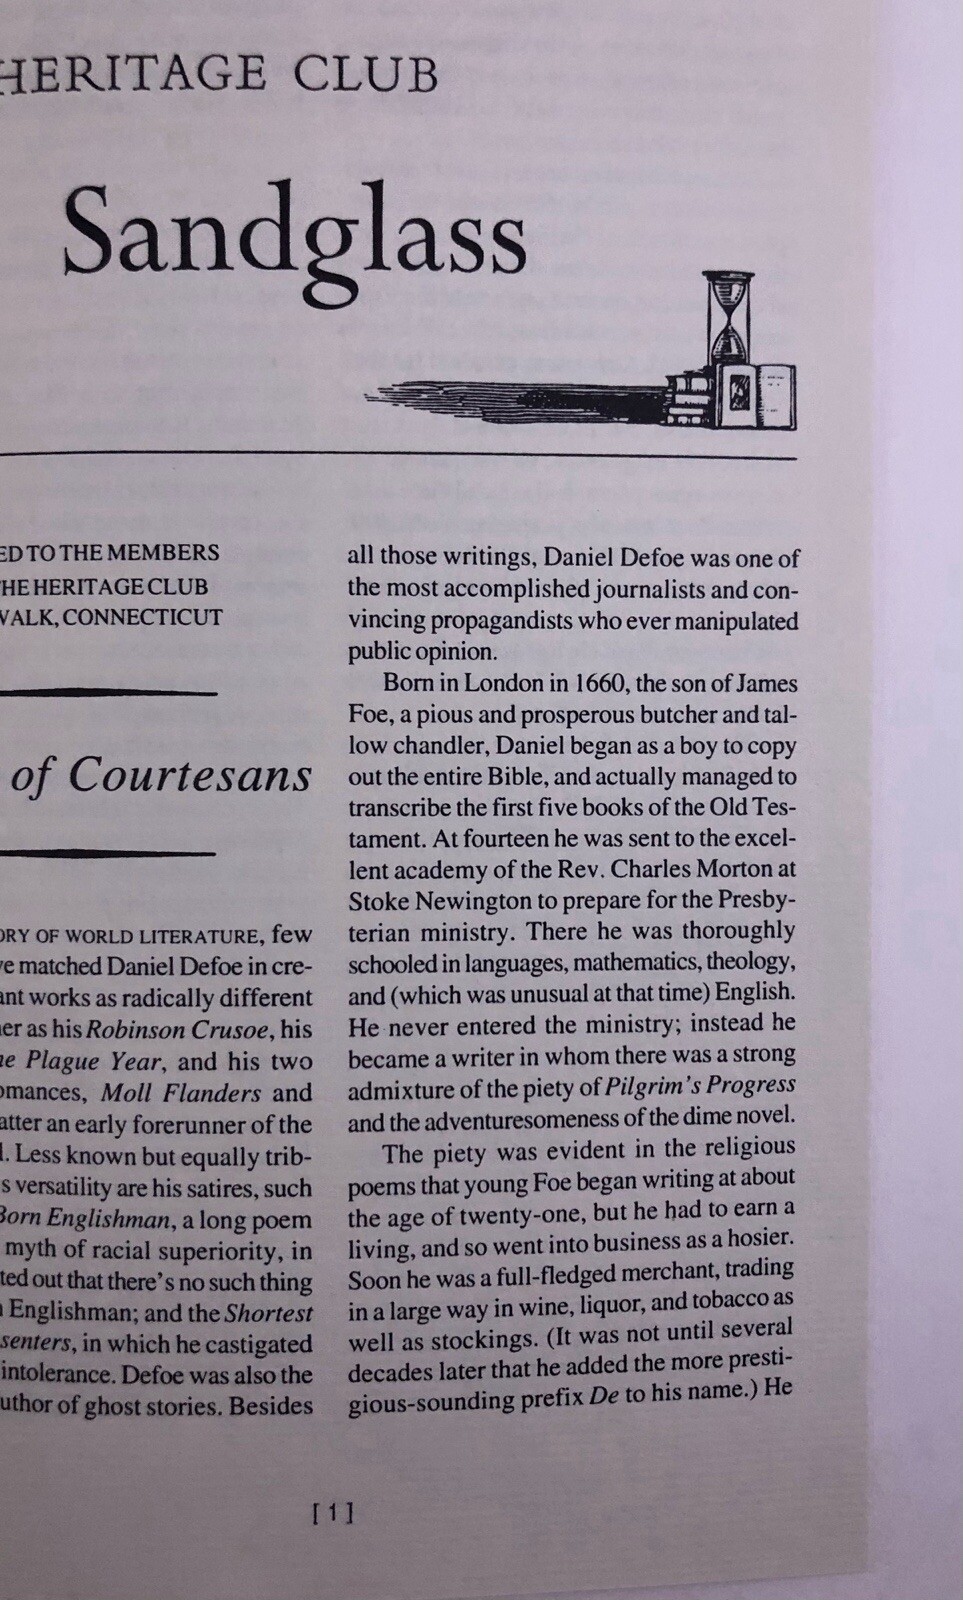 HERITAGE CLUB
Sandglass
TO THE MEMBERS
HERITAGE CLUB
CONNECTICUT
of Courtesans
OF WORLD LITERATURE, few
matched Daniel Defoe in cre-
works as radically different
as his Robinson Crusoe, his
Plague Year, and his two
Moll Flanders and
an early forerunner of the
Less known but equally trib-
versatility are his satires, such
Born Englishman, a long poem
myth of racial superiority, in
out that there's no such thing
Englishman; and the Shortest
in which he castigated
intolerance. Defoe was also the
of ghost stories. Besides
all those writings, Daniel Defoe was one of
the most accomplished journalists and con-
vincing propagandists who ever manipulated
public opinion.
Born in London in 1660, the son of James
Foe, a pious and prosperous butcher and tal-
low chandler, Daniel began as a boy to copy
out the entire Bible, and actually managed to
transcribe the first five books of the Old Tes-
tament. At fourteen he was sent to the excel-
lent academy of the Rev. Charles Morton at
Stoke Newington to prepare for the Presby-
terian ministry. There he was thoroughly
schooled in languages, mathematics, theology,
and (which was unusual at that time) English.
He never entered the ministry; instead he
became a writer in whom there was a strong
admixture of the piety of Pilgrim's Progress
and the adventuresomeness of the dime novel.
The piety was evident in the religious
poems that young Foe began writing at about
the age of twenty-one, but he had to earn a
living, and so went into business as a hosier.
Soon he was a full-fledged merchant, trading
in a large way in wine, liquor, and tobacco as
well as stockings. (It was not until several
decades later that he added the more presti-
gious-sounding prefix De to his name.) He
[ 1 ]